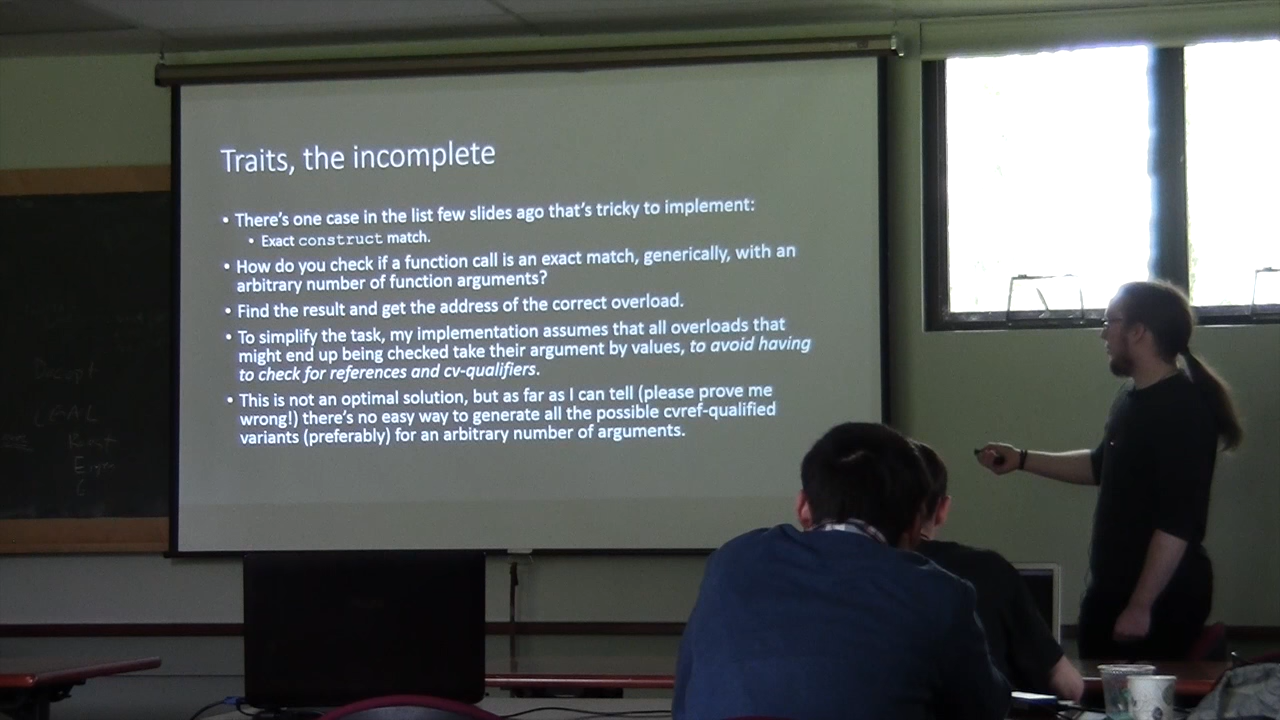 Traits, the incomplete
• There's one case in the list few slides ago that's tricky to implement:
• Exact construct match.
• How do you check if a function call is an exact match, generically, with an
arbitrary number of function arguments?
• Find the result and get the address of the correct overload.
• To simplify the task, my implementation assumes that all overloads that
might end up being checked take their argument by values, to avoid having
to check for references and cv-qualifiers.
• This is not an optimal solution, but as far as I can tell (please prove me
wrong!) there's no easy way to generate all the possible cvref-qualified
variants (preferably) for an arbitrary number of arguments.